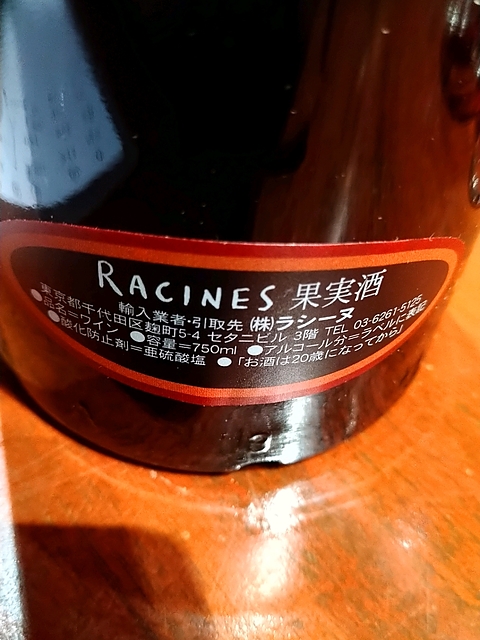 RACINES 果実酒
輸入業者・引取先 (株)ラシーヌ
東京都千代田区麹町5-4 セタニビル 3階 TEL 03-6261-5125
●品名=ワイン ●容量=750ml ●アルコール分=ラベルに表記
●酸化防止剤=亜硫酸塩 ●「お酒は20歳になってから」